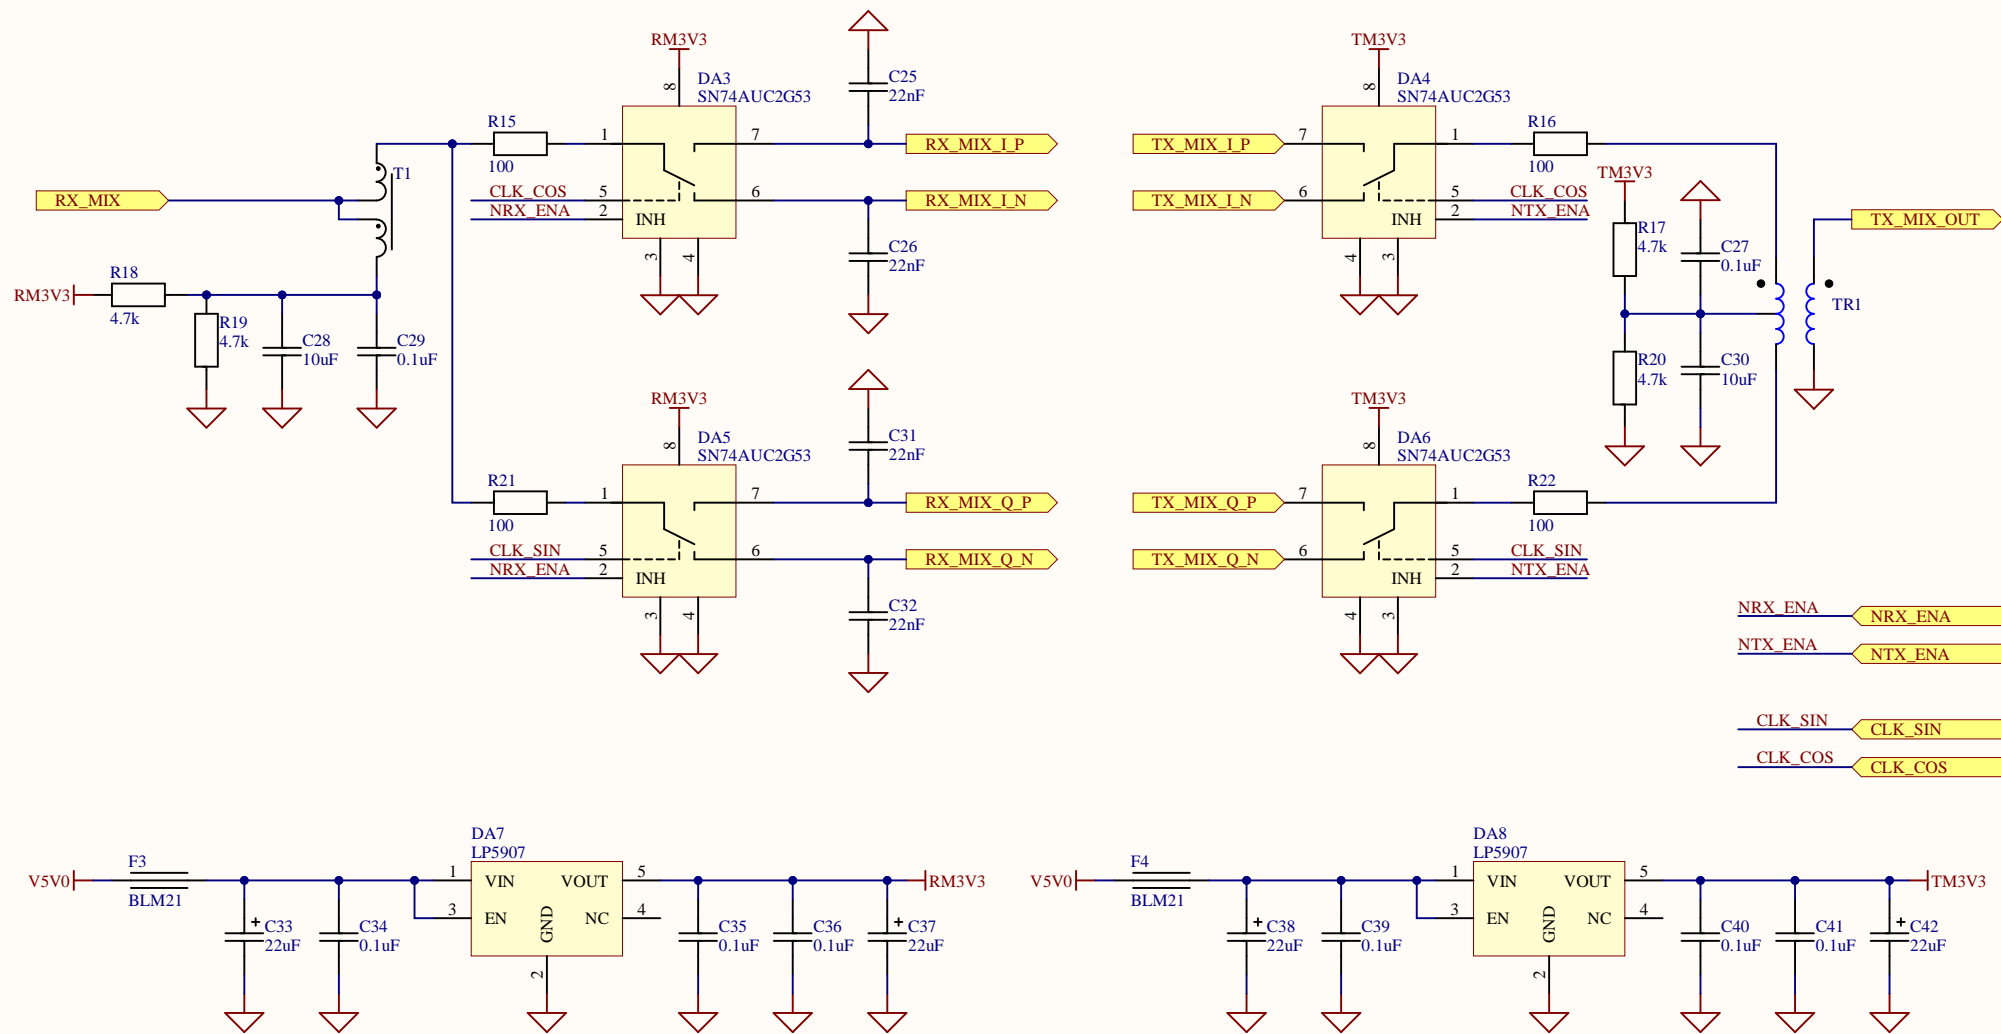 RM3V3
DA3
SN74AUC2G53
8
C25
22nF
R15
100
1
7
RX_MIX_I_P
CLK_COS
5
6
RX_MIX_I_N
NRX_ENA
2
INH
3
4
C26
22nF
RX_MIX
T1
RM3V3
R18
4.7k
R19
4.7k
C28
10uF
C29
0.1uF
RM3V3
DA5
SN74AUC2G53
8
C31
22nF
R21
100
1
7
RX_MIX_Q_P
CLK_SIN
5
6
RX_MIX_Q_N
NRX_ENA
2
INH
3
4
C32
22nF
TM3V3
DA4
SN74AUC2G53
8
TX_MIX_I_P
7
1
R16
100
TX_MIX_I_N
6
5
CLK_COS
INH
2
NTX_ENA
4
3
TM3V3
R17
4.7k
C27
0.1uF
TX_MIX_OUT
TR1
R20
4.7k
C30
10uF
TM3V3
DA6
SN74AUC2G53
8
TX_MIX_Q_P
7
1
R22
100
TX_MIX_Q_N
6
5
CLK_SIN
INH
2
NTX_ENA
4
3
NRX_ENA
NRX_ENA
NTX_ENA
NTX_ENA
CLK_SIN
CLK_SIN
CLK_COS
CLK_COS
V5V0
F3
BLM21
C33
+
22uF
C34
0.1uF
DA7
LP5907
1
VIN
VOUT
5
3
EN
NC
4
GND
2
C35
0.1uF
C36
0.1uF
C37
+
22uF
RM3V3
V5V0
F4
BLM21
C38
+
22uF
C39
0.1uF
DA8
LP5907
1
VIN
VOUT
5
3
EN
NC
4
GND
2
C40
0.1uF
C41
0.1uF
C42
+
22uF
TM3V3